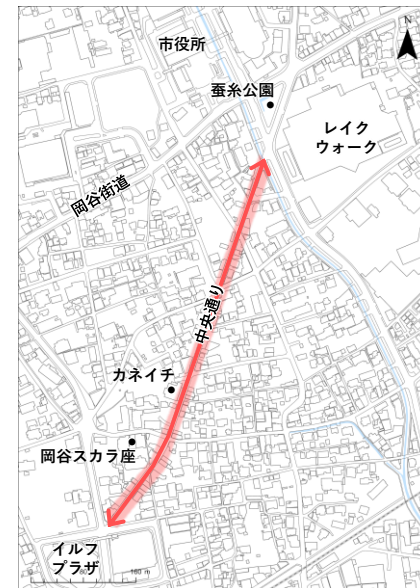 市役所
N
蚕糸公園
レイク
ウォーク
岡谷街道
中央通り
カネイチ
岡谷スカラ座
イルフ
プラザ
160 m